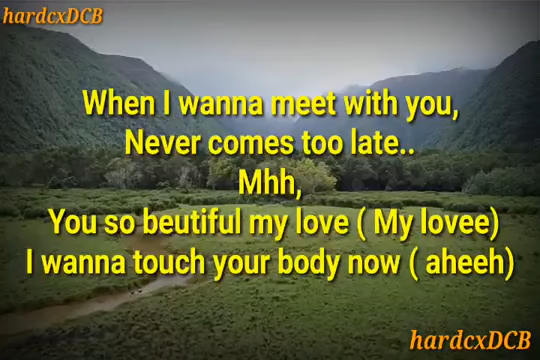 hardcxDCB
When I wanna meet with you,
Never comes too late..
Mhh,
You so beutiful my love ( My lovee)
I wanna touch your body now ( aheeh)
hardcxDCB